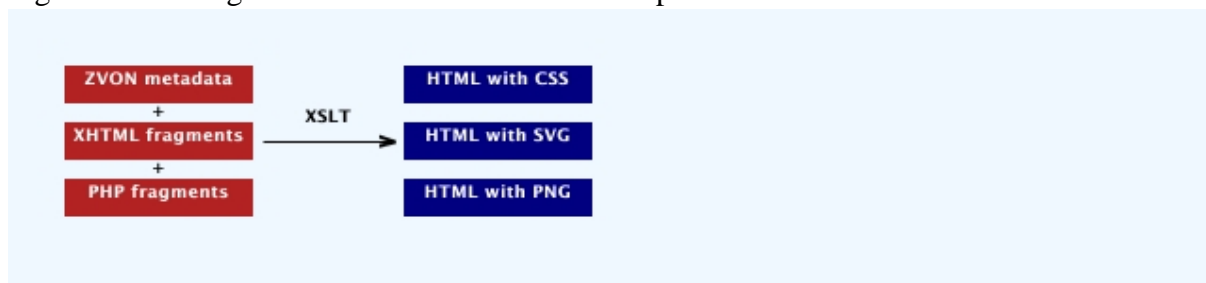 ZVON metadata
+
XHTML fragments
+
PHP fragments
XSLT
HTML with CSS
HTML with SVG
HTML with PNG